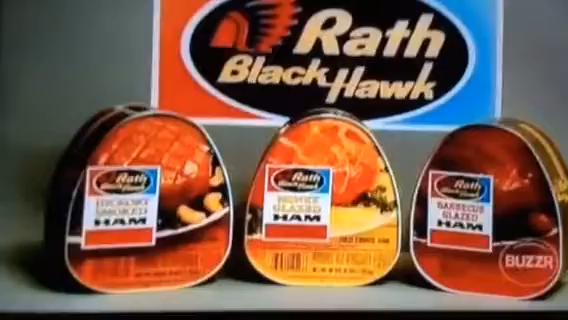 Rath
Black Hawk
Rath
Black Hawk
HICKORY
SMOKED
HAM
Rath
Black Hawk
HONEY
GLAZED
HAM
Rath
Black Hawk
BARBECUE
GLAZED
HAM
BUZZR